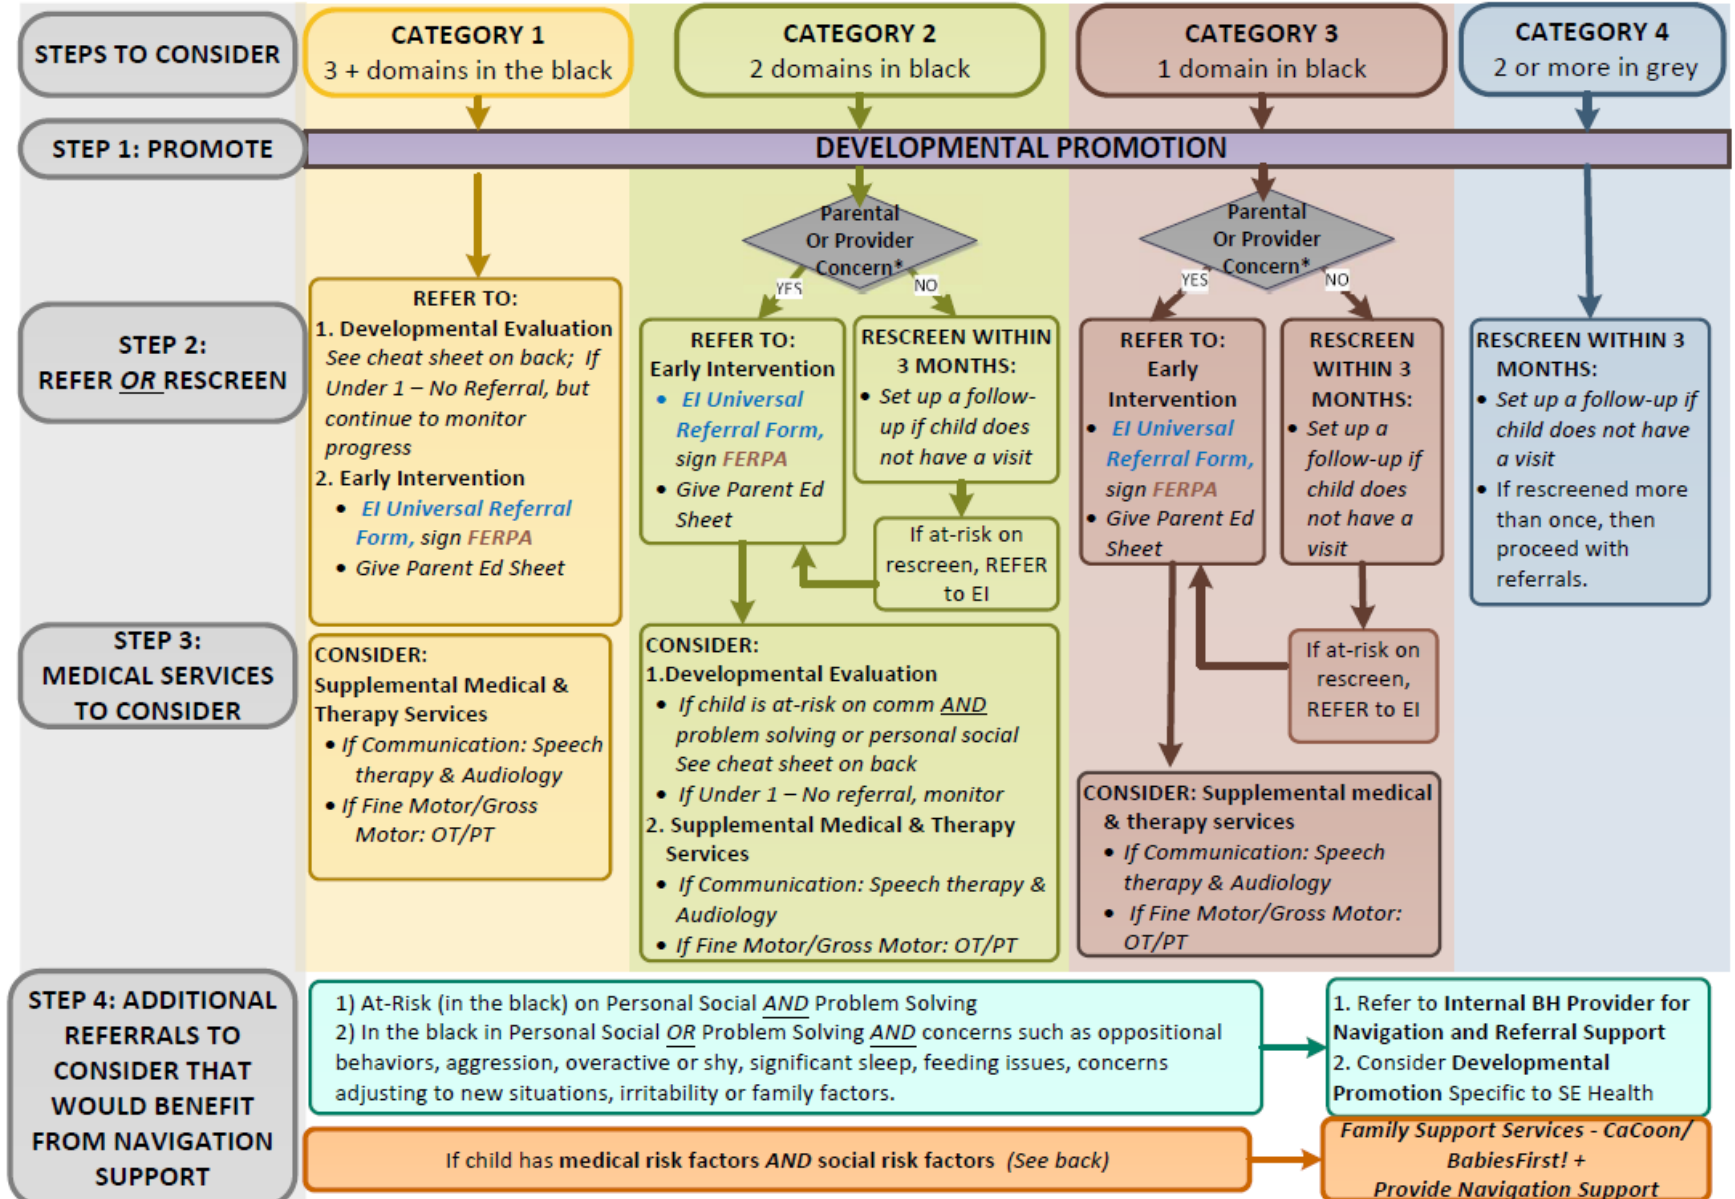 STEPS TO CONSIDER
CATEGORY 1
3 + domains in the black
CATEGORY 2
2 domains in black
CATEGORY 3
1 domain in black
CATEGORY 4
2 or more in grey
STEP 1: PROMOTE
DEVELOPMENTAL PROMOTION
STEP 2:
REFER OR RESCREEN
REFER TO:
1. Developmental Evaluation
See cheat sheet on back; If
Under 1 – No Referral, but
continue to monitor
progress
2. Early Intervention
• EI Universal Referral
Form, sign FERPA
• Give Parent Ed Sheet
Parental
Or Provider
Concern*
YES
NO
REFER TO:
Early Intervention
• EI Universal
Referral Form,
sign FERPA
• Give Parent Ed
Sheet
RESCREEN WITHIN
3 MONTHS:
• Set up a follow-
up if child does
not have a visit
If at-risk on
rescreen, REFER
to EI
Parental
Or Provider
Concern*
YES
NO
REFER TO:
Early
Intervention
• EI Universal
Referral Form,
sign FERPA
• Give Parent Ed
Sheet
RESCREEN
WITHIN 3
MONTHS:
• Set up a
follow-up if
child does
not have a
visit
If at-risk on
rescreen,
REFER to EI
RESCREEN WITHIN 3
MONTHS:
• Set up a follow-up if
child does not have
a visit
• If rescreened more
than once, then
proceed with
referrals.
STEP 3:
MEDICAL SERVICES
TO CONSIDER
CONSIDER:
Supplemental Medical &
Therapy Services
• If Communication: Speech
therapy & Audiology
• If Fine Motor/Gross
Motor: OT/PT
CONSIDER:
1.Developmental Evaluation
• If child is at-risk on comm AND
problem solving or personal social
See cheat sheet on back
• If Under 1 – No referral, monitor
2. Supplemental Medical & Therapy
Services
• If Communication: Speech therapy &
Audiology
• If Fine Motor/Gross Motor: OT/PT
CONSIDER: Supplemental medical
& therapy services
• If Communication: Speech
therapy & Audiology
• If Fine Motor/Gross Motor:
OT/PT
STEP 4: ADDITIONAL
REFERRALS TO
CONSIDER THAT
WOULD BENEFIT
FROM NAVIGATION
SUPPORT
1) At-Risk (in the black) on Personal Social AND Problem Solving
2) In the black in Personal Social OR Problem Solving AND concerns such as oppositional
behaviors, aggression, overactive or shy, significant sleep, feeding issues, concerns
adjusting to new situations, irritability or family factors.
1. Refer to Internal BH Provider for
Navigation and Referral Support
2. Consider Developmental
Promotion Specific to SE Health
If child has medical risk factors AND social risk factors (See back)
Family Support Services - CaCoon/
BabiesFirst! +
Provide Navigation Support